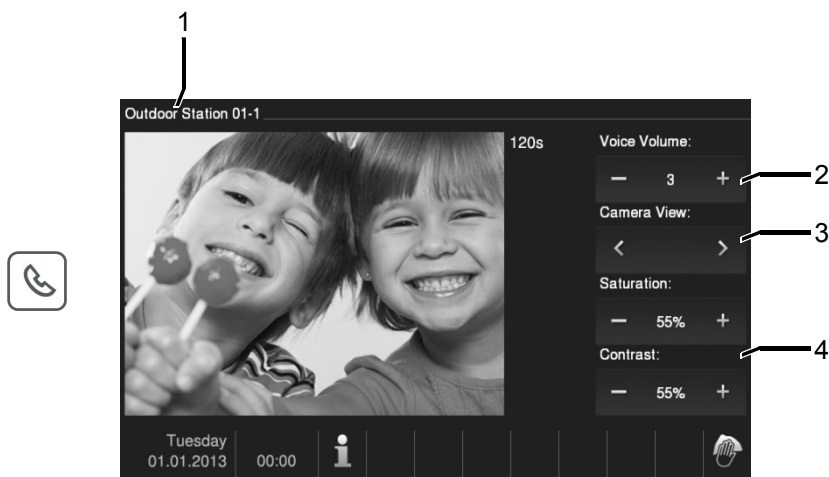 1
Outdoor Station 01-1
120s
Voice Volume:
3
2
Camera View:
3
Saturation:
55%
Contrast:
4
55%
Tuesday
01.01.2013
00:00